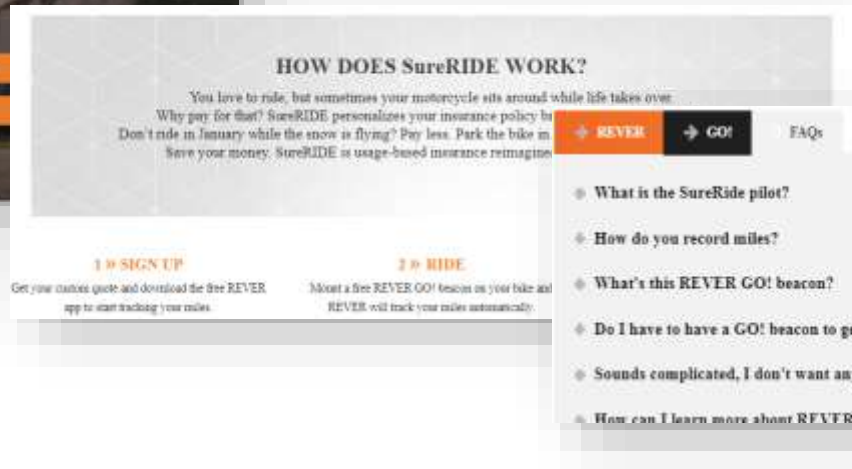 HOW DOES SureRIDE WORK?
You love to ride, but sometimes your motorcycle sits around while life takes over.
Why pay for that? SureRIDE personalizes your insurance policy
Don't ride in January while the snow is flying? Pay less. Park the bike in
Save your money. SureRIDE is usage-based insurance reimagined
1 » SIGN UP
Get your custom quote and download the free REVER
app to start tracking your miles.
2 » RIDE
Mount a free REVER GO! beacon on your bike and
REVER will track your miles automatically.
REVER
GO!
FAQs
What is the SureRide pilot?
How do you record miles?
What's this REVER GO! beacon?
Do I have to have a GO! beacon to
Sounds complicated, I don't want
How can I learn more about REVER